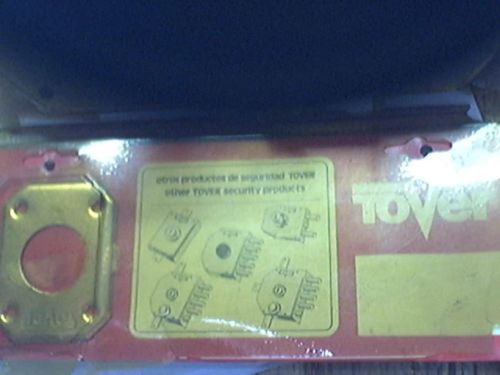 otros productos de seguridad TOVER
other TOVER security products
Tover